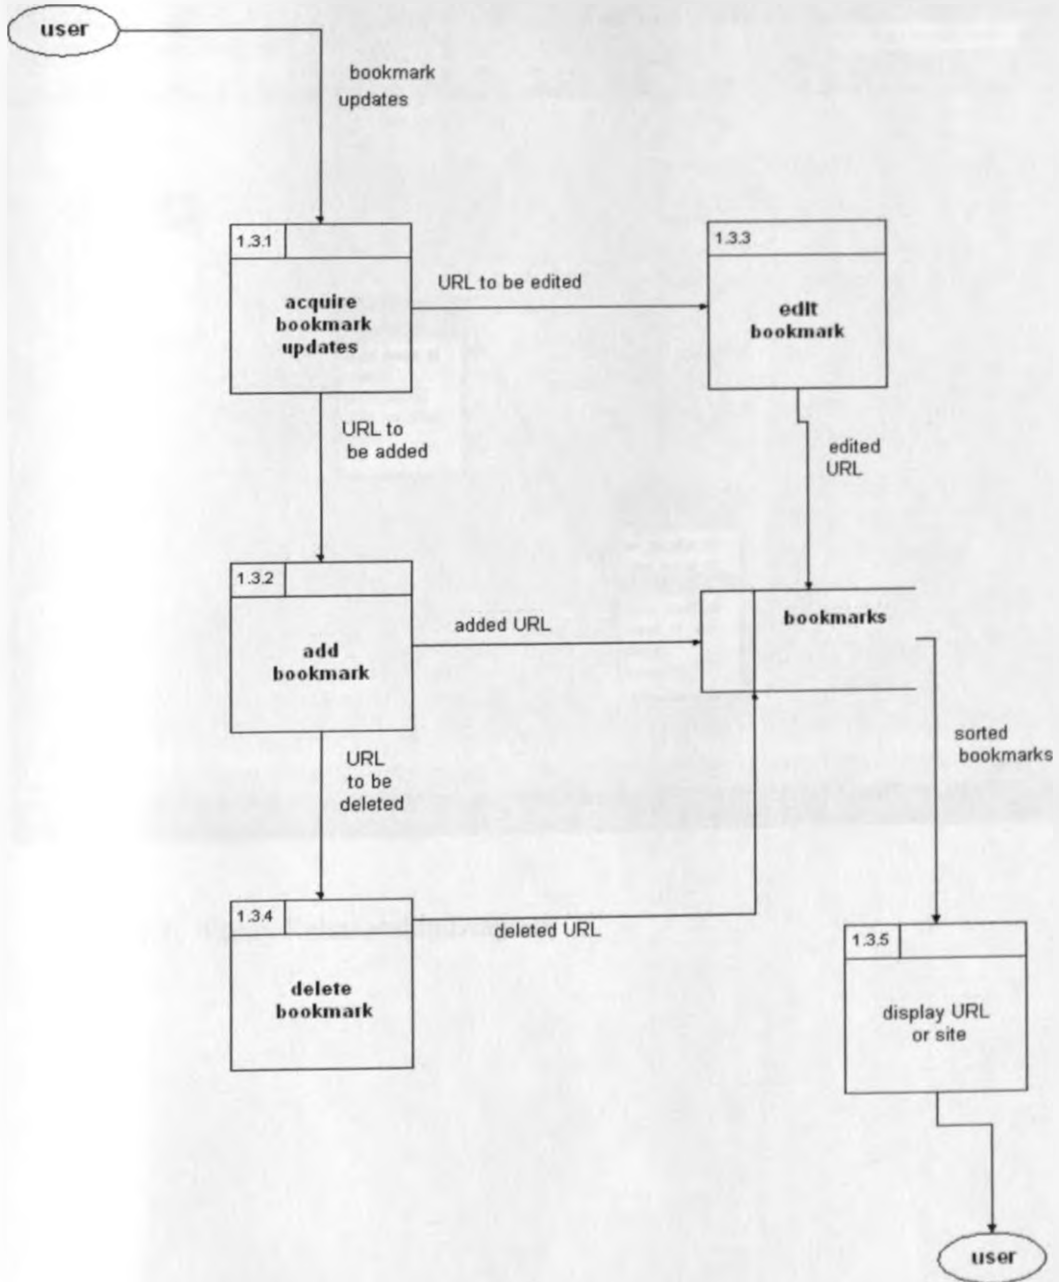 user
bookmark
updates
1.3.1
acquire
bookmark
updates
URL to be edited
1.3.3
edit
bookmark
URL to
be added
edited
URL
1.3.2
add
bookmark
added URL
bookmarks
URL
to be
deleted
sorted
bookmarks
1.3.4
delete
bookmark
deleted URL
1.3.5
display URL
or site
user